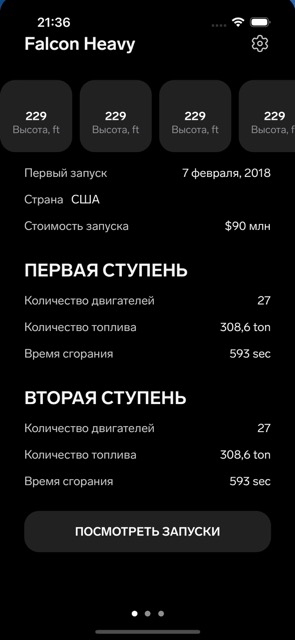 21:36
Falcon Heavy
229 229 229 229
Высота, ft Высота, ft Высота, ft Высота, f
Первый запуск 7 февраля, 2018
Страна США
Стоимость запуска $90 млн
ПЕРВАЯ СТУПЕНЬ
Количество двигателей 27
Количество топлива 308,6 ton
Время сгорания 593 sec
ВТОРАЯ СТУПЕНЬ
Количество двигателей 27
Количество топлива 308,6 ton
Время сгорания 593 sec
ПОСМОТРЕТЬ ЗАПУСКИ